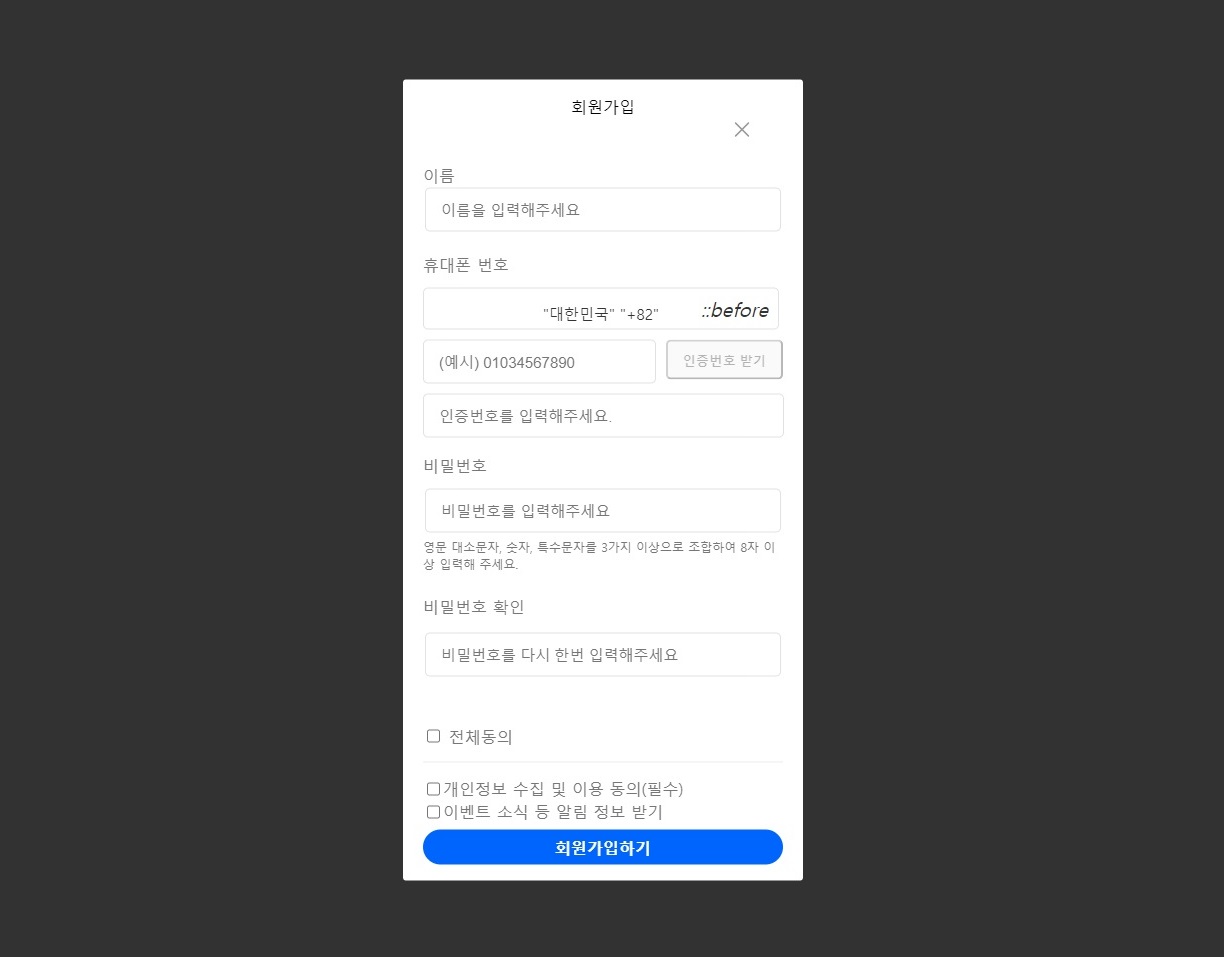 회원가입
이름
이름을 입력해주세요
휴대폰 번호
"대한민국" "+82" ::before
(예시) 01034567890 인증번호 받기
인증번호를 입력해주세요.
비밀번호
비밀번호를 입력해주세요
영문 대소문자, 숫자, 특수문자를 3가지 이상으로 조합하여 8자 이
상 입력해 주세요.
비밀번호 확인
비밀번호를 다시 한번 입력해주세요
전체동의
개인정보 수집 및 이용 동의(필수)
이벤트 소식 등 알림 정보 받기
회원가입하기